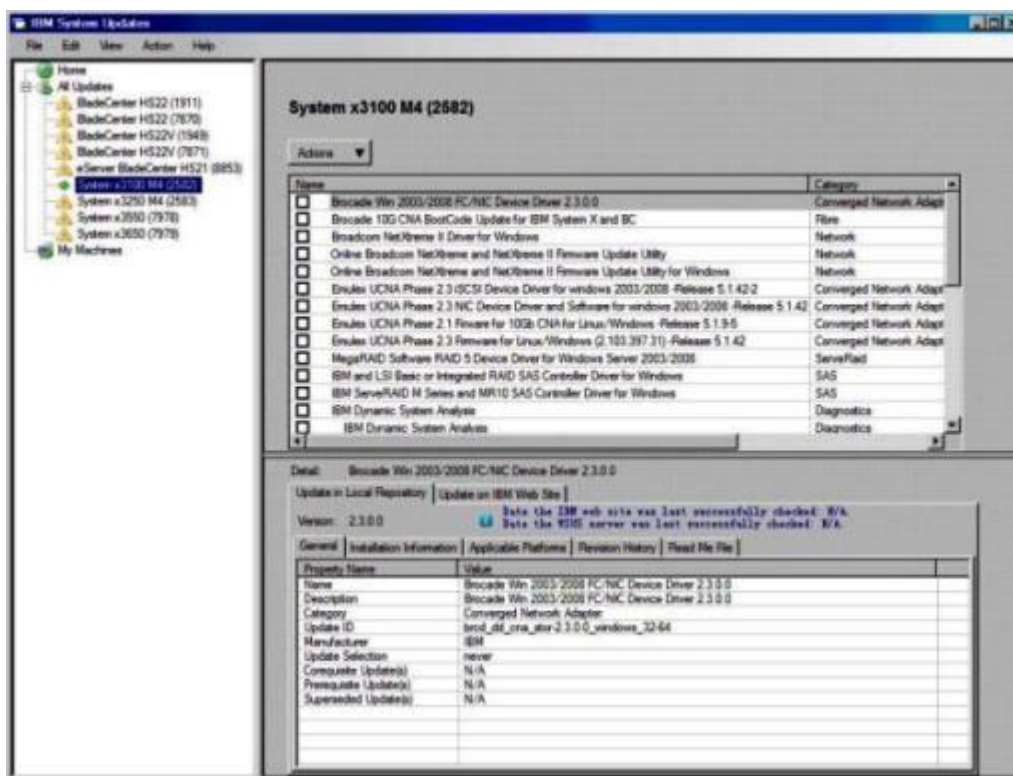 IBM System Updates
File Edit View Action Help
Home
All Updates
BladeCenter HS22 (1911)
BladeCenter HS22 (7870)
BladeCenter HS22V (1949)
BladeCenter HS22V (7871)
eServer BladeCenter HS21 (8853)
System x3100 M4 (2582)
System x3250 M4 (2583)
System x3550 (7978)
System x3650 (7979)
My Machines
System x3100 M4 (2582)
Actions
Name Category
Brocade Win 2003/2008 FC/NIC Device Driver 2.3.0.0 Converged Network Adapt
Brocade 10G CNA BootCode Update for IBM System X and BC Fibre
Broadcom NetXtreme II Driver for Windows Network
Online Broadcom NetXtreme and NetXtreme II Firmware Update Utility Network
Online Broadcom NetXtreme and NetXtreme II Firmware Update Utility for Windows Network
Emulex UCNA Phase 2.3 iSCSI Device Driver for windows 2003/2008 -Release 5.1.42-2 Converged Network Adapt
Emulex UCNA Phase 2.3 NIC Device Driver and Software for windows 2003/2008 -Release 5.1.42 Converged Network Adapt
Emulex UCNA Phase 2.1 Firware for 10Gb CNA for Linux/Windows -Release 5.1.9-5 Converged Network Adapt
Emulex UCNA Phase 2.3 Firmware for Linux/Windows (2.103.397.31) -Release 5.1.42 Converged Network Adapt
MegaRAID Software RAID 5 Device Driver for Windows Server 2003/2008 ServeRaid
IBM and LSI Basic or Integrated RAID SAS Controller Driver for Windows SAS
IBM ServeRAID M Series and MR10 SAS Controller Driver for Windows SAS
IBM Dynamic System Analysis Diagnostics
IBM Dynamic System Analysis Diagnostics
Detail: Brocade Win 2003/2008 FC/NIC Device Driver 2.3.0.0
Update in Local Repository Update on IBM Web Site
Version: 2.3.0.0
Date the IBM web site was last successfully checked: N/A
Date the WSUS server was last successfully checked: N/A
General Installation Information Applicable Platforms Revision History Read Me File
Property Name Value
Name Brocade Win 2003/2008 FC/NIC Device Driver 2.3.0.0
Description Brocade Win 2003/2008 FC/NIC Device Driver 2.3.0.0
Category Converged Network Adapter
Update ID brcd_dd_cna_stor-2.3.0.0_windows_32-64
Manufacturer IBM
Update Selection never
Corequisite Update(s) N/A
Prerequisite Update(s) N/A
Superseded Update(s) N/A